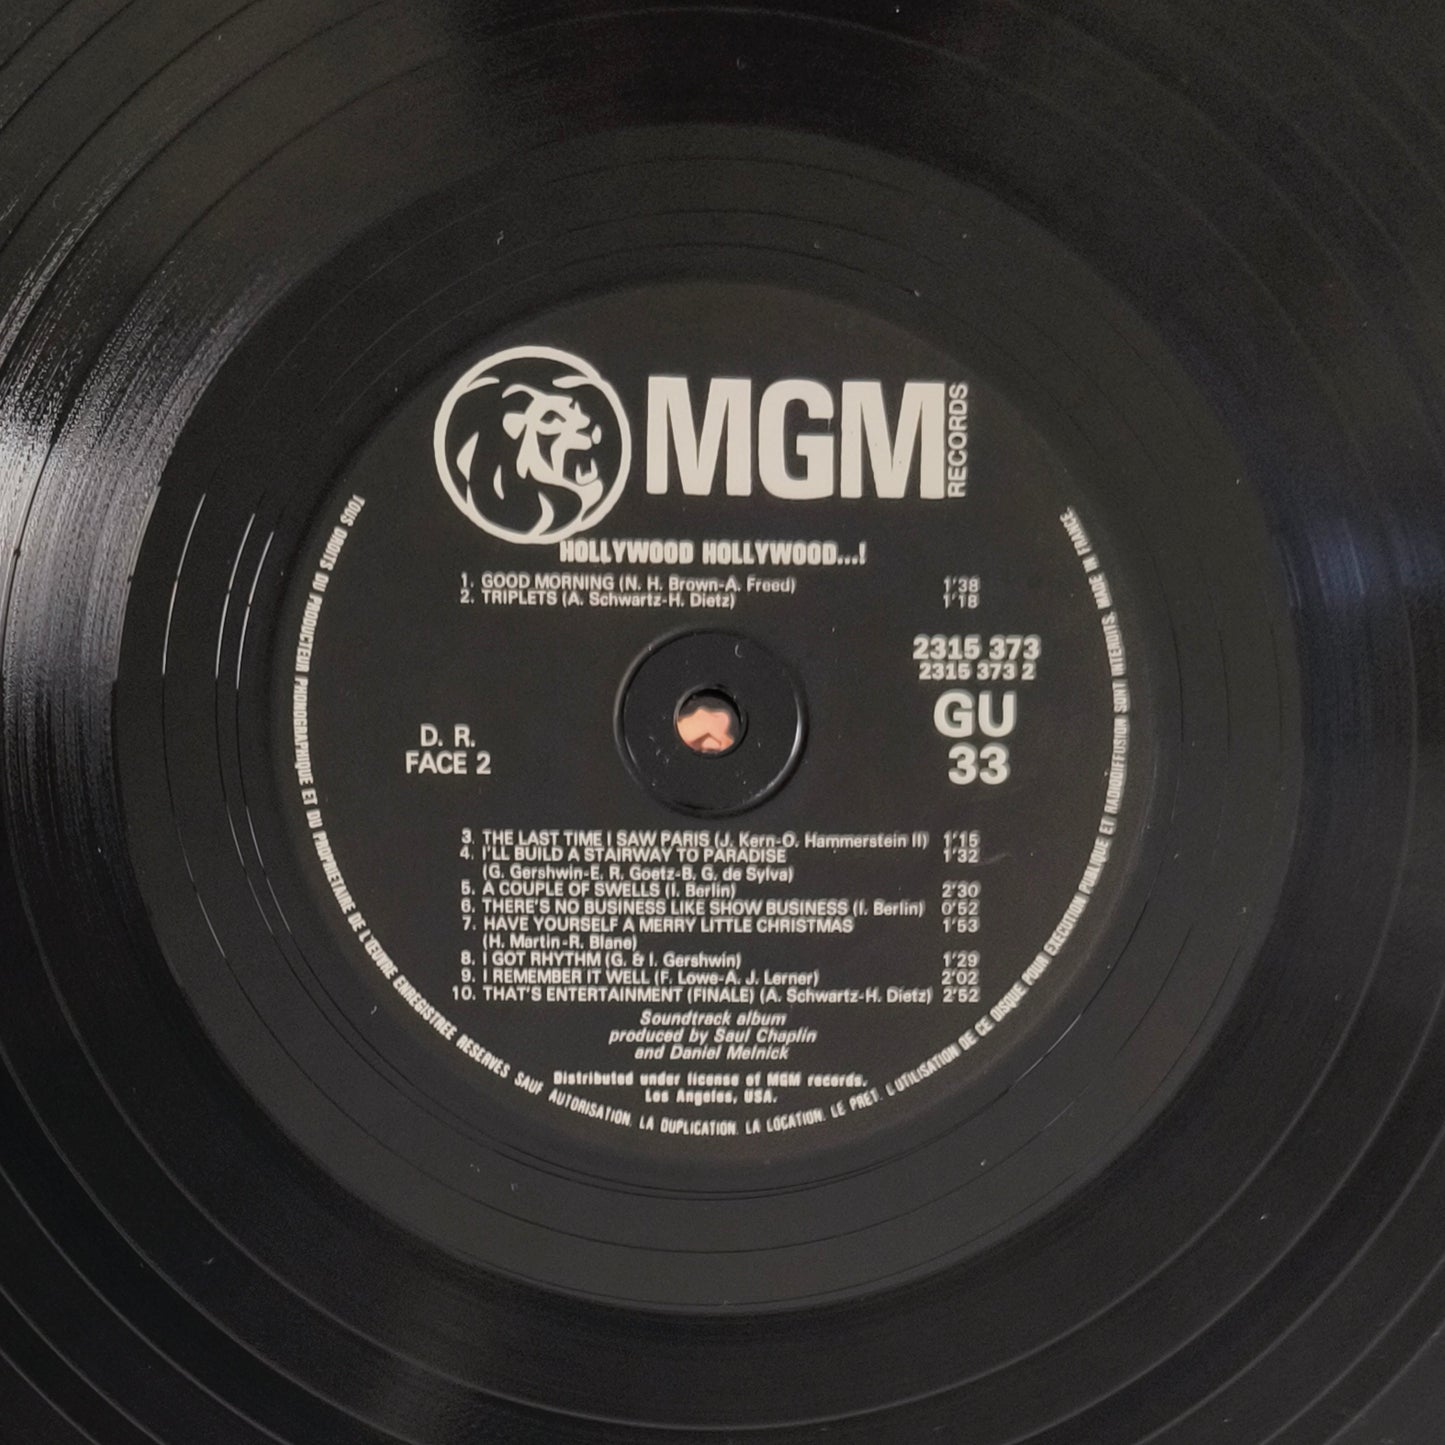 MGM
RECORDS
HOLLYWOOD HOLLYWOOD...!
1. GOOD MORNING (N. H. Brown-A. Freed) 1'38
2. TRIPLETS (A. Schwartz-H. Dietz) 1'18
2315 373
2315 373 2
GU
33
D. R.
FACE 2
3. THE LAST TIME I SAW PARIS (J. Kern-O. Hammerstein II) 1'15
4. I'LL BUILD A STAIRWAY TO PARADISE 1'32
(G. Gershwin-E. R. Goetz-B. G. de Sylva)
5. A COUPLE OF SWELLS (I. Berlin) 2'30
6. THERE'S NO BUSINESS LIKE SHOW BUSINESS (I. Berlin) 0'52
7. HAVE YOURSELF A MERRY LITTLE CHRISTMAS 1'53
(H. Martin-R. Blane)
8. I GOT RHYTHM (G. & I. Gershwin) 1'29
9. I REMEMBER IT WELL (F. Lowe-A. J. Lerner) 2'02
10. THAT'S ENTERTAINMENT (FINALE) (A. Schwartz-H. Dietz) 2'52
Soundtrack album
produced by Saul Chaplin
and Daniel Melnick
Distributed under license of MGM records.
Los Angeles, USA.
TOUS DROITS DU PRODUCTEUR PHONOGRAPHIQUE ET DU PROPRIETAIRE DE L'ŒUVRE ENREGISTREE RESERVES SAUF AUTORISATION. LA DUPLICATION. LA LOCATION. LE PRET. L'UTILISATION DE CE DISQUE POUR EXECUTION PUBLIQUE ET RADIODIFFUSION SONT INTERDITS. MADE IN FRANCE.